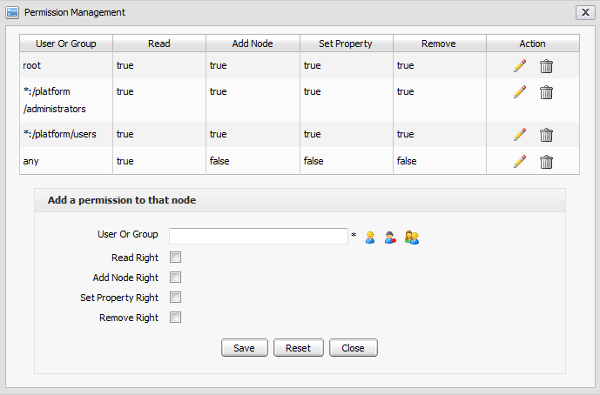 Permission Management
User Or Group Read Add Node Set Property Remove Action
root true true true true
*:/platform true true true true
/administrators
*:/platform/users true true true true
any true false false false
Add a permission to that node
User Or Group *
Read Right
Add Node Right
Set Property Right
Remove Right
Save Reset Close